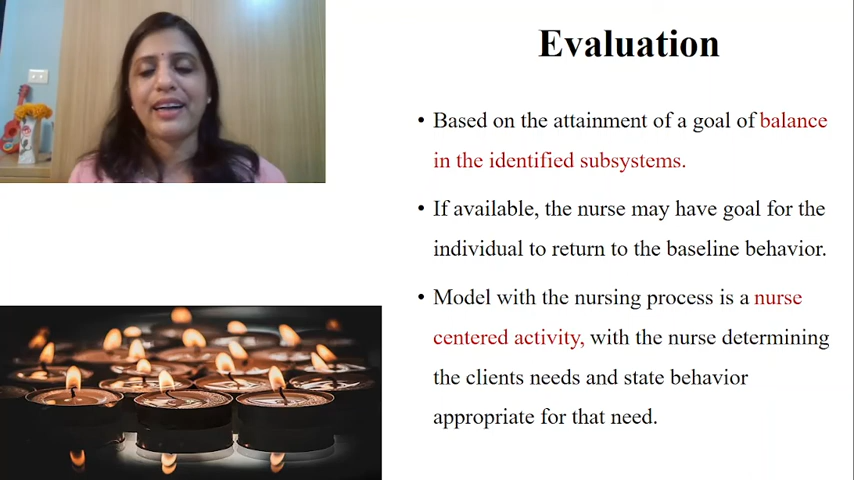 Evaluation
• Based on the attainment of a goal of balance
in the identified subsystems.
• If available, the nurse may have goal for the
individual to return to the baseline behavior.
• Model with the nursing process is a nurse
centered activity, with the nurse determining
the clients needs and state behavior
appropriate for that need.